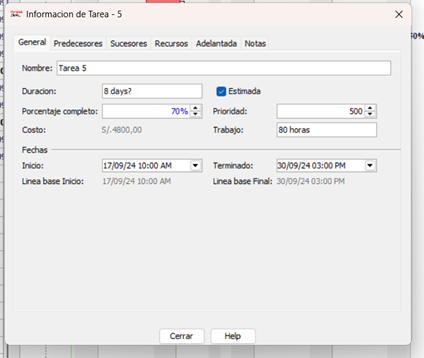 Informacion de Tarea - 5
General Predecesores Sucesores Recursos Adelantada Notas
Nombre: Tarea 5
Duracion: 8 days? Estimada
Porcentaje completo: 70% Prioridad: 500
Costo: S/.4800,00 Trabajo: 80 horas
Fechas
Inicio: 17/09/24 10:00 AM Terminado: 30/09/24 03:00 PM
Linea base Inicio: 17/09/24 10:00 AM Linea base Final: 30/09/24 03:00 PM
Cerrar Help